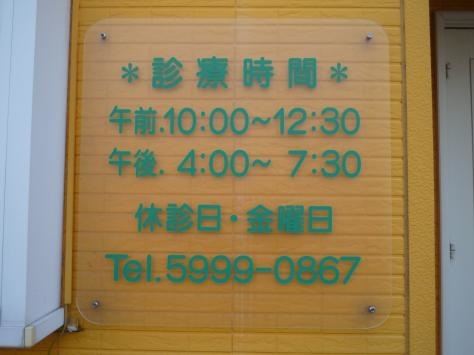 *診療時間*
午前.10:00~12:30
午後. 4:00~ 7:30
休診日・金曜日
Tel.5999-0867